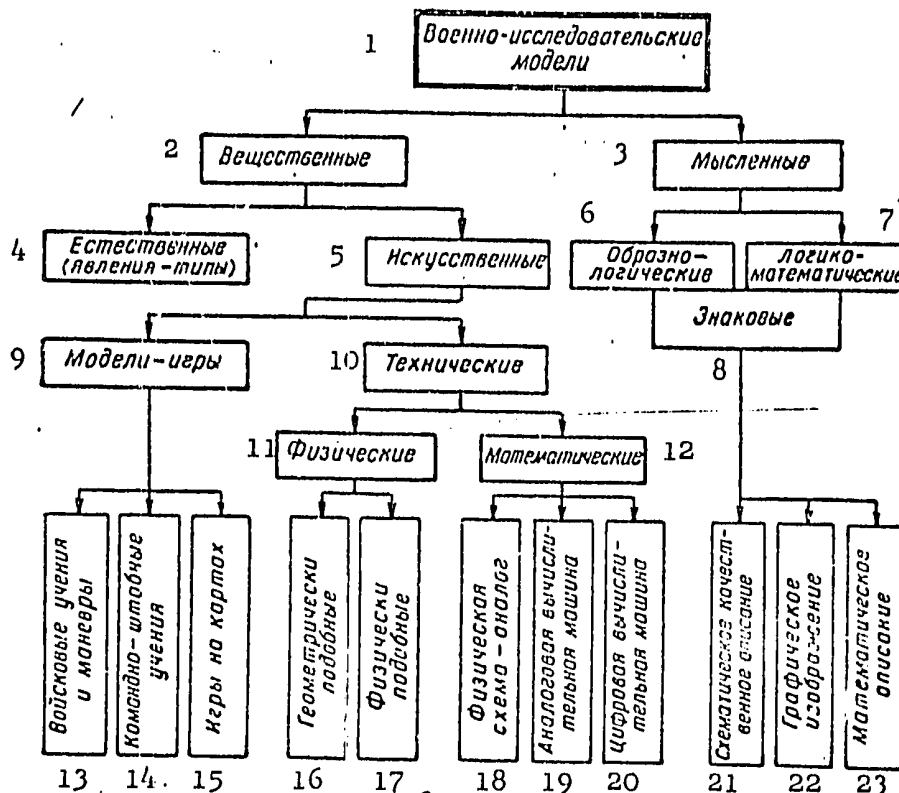 1
Военно-исследовательские
модели
2
Вещественные
3
Мысленные
6
7
4
Естественные
(явления-типы)
5
Искусственные
Образно-
логические
логико-
математические
Знаковые
8
9
Модели-игры
10
Технические
11
Физические
Математические
12
Войсковые учения
и маневры
Командно-штабные
учения
Игры на картах
Геометрически
подобные
Физически
подобные
Физическая
схема-аналог
Аналоговая вычисли-
тельная машина
Цифровая вычисли-
тельная машина
Схематическое качест-
венное описание
Графическое
изображение
Математическое
описание
13
14.
15
16
17
18
19
20
21
22
23